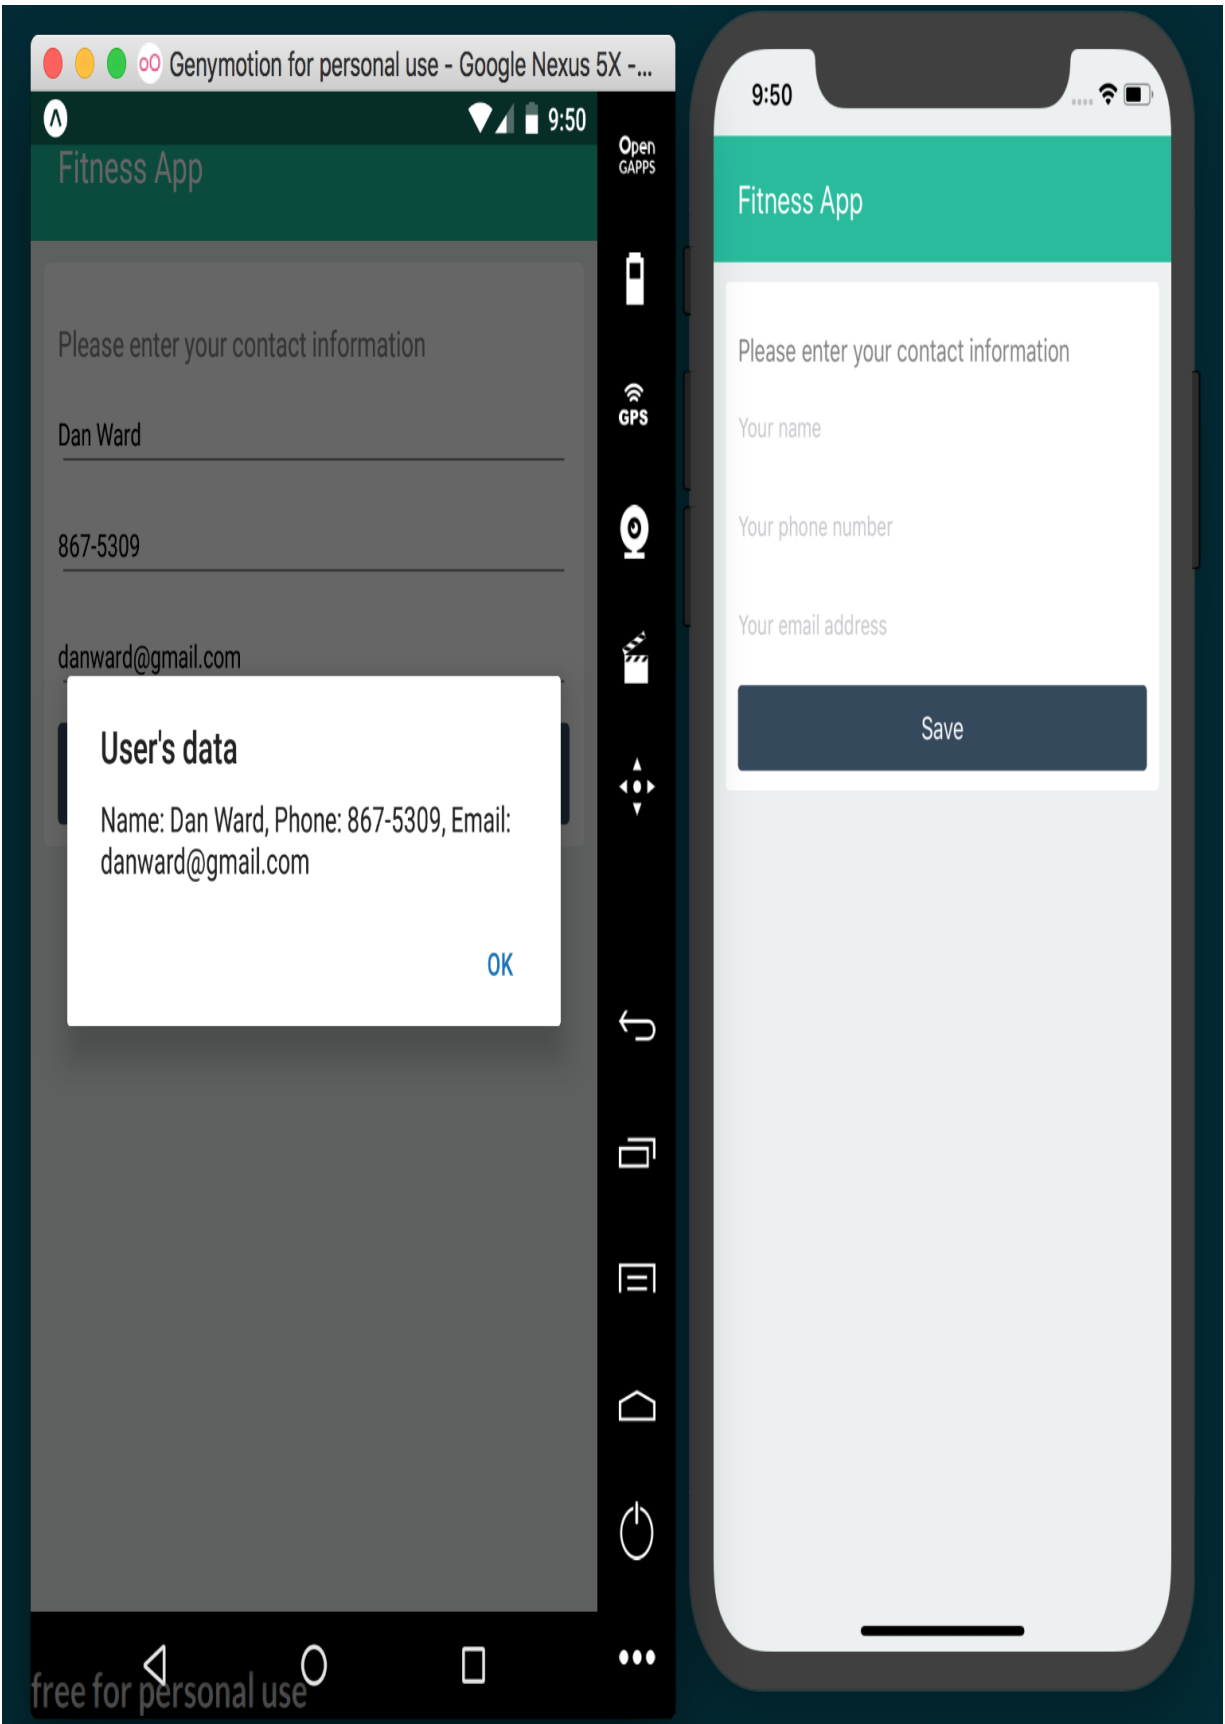 Genymotion for personal use - Google Nexus 5X -...
9:50
Fitness App
Please enter your contact information
Dan Ward
867-5309
danward@gmail.com
User's data
Name: Dan Ward, Phone: 867-5309, Email:
danward@gmail.com
OK
free for personal use
Open
GAPPS
GPS
9:50
Fitness App
Please enter your contact information
Your name
Your phone number
Your email address
Save